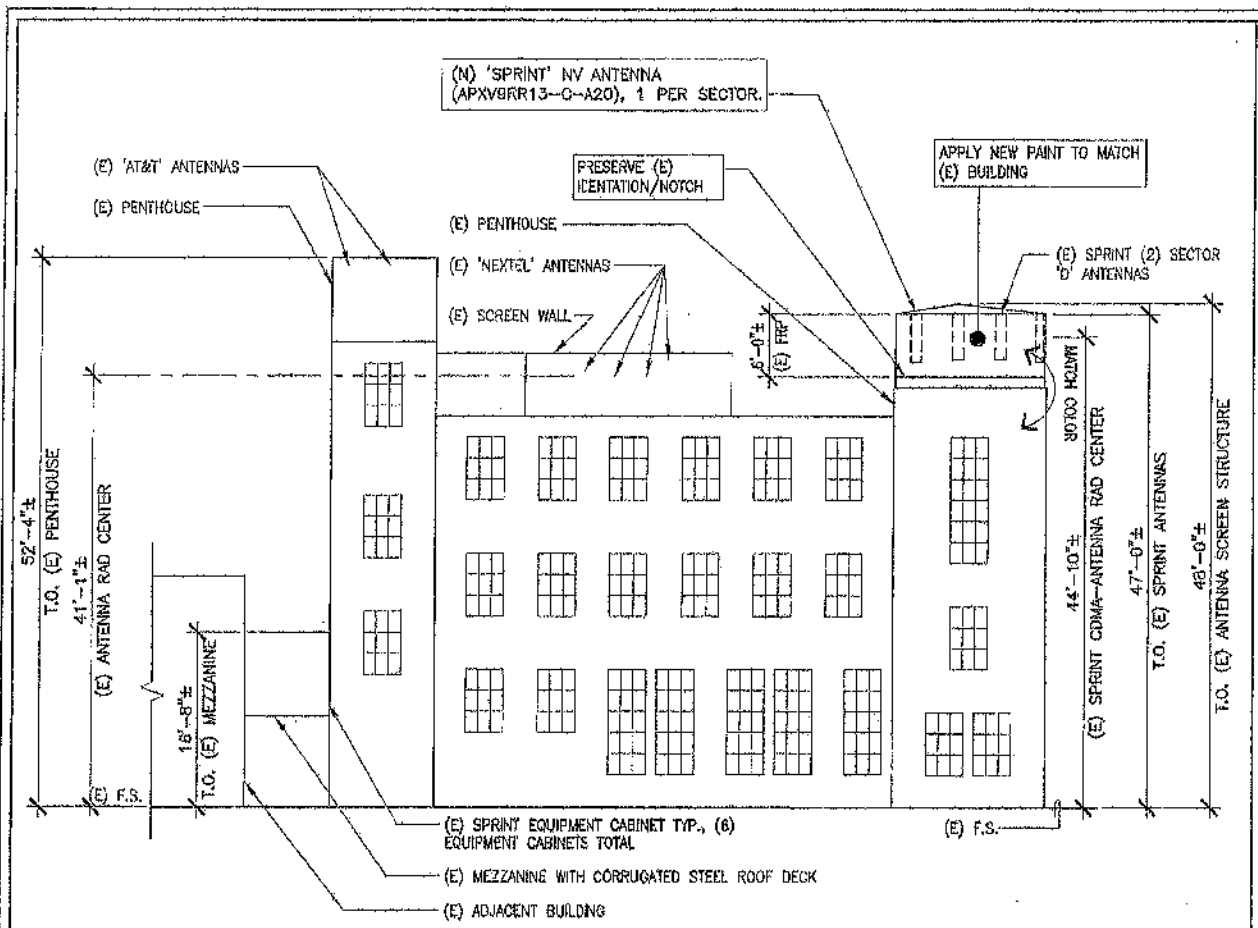 (N) 'SPRINT' NV ANTENNA
(APXV9RR13-C-A20), 1 PER SECTOR.
(E) 'AT&T' ANTENNAS
PRESERVE (E)
IDENTATION/NOTCH
APPLY NEW PAINT TO MATCH
(E) BUILDING
(E) PENTHOUSE
(E) PENTHOUSE
(E) 'NEXTEL' ANTENNAS
(E) SPRINT (2) SECTOR
'D' ANTENNAS
(E) SCREEN WALL
6'-0"±
(E) FRP
MATCH COLOR
52'-4"±
T.O. (E) PENTHOUSE
41'-1"±
(E) ANTENNA RAD CENTER
18'-8"±
T.O. (E) MEZZANINE
44'-10"±
(E) SPRINT CDMA-ANTENNA RAD CENTER
47'-0"±
T.O. (E) SPRINT ANTENNAS
48'-0"±
T.O. (E) ANTENNA SCREEN STRUCTURE
(E) F.S.
(E) F.S.
(E) SPRINT EQUIPMENT CABINET TYP., (6)
EQUIPMENT CABINETS TOTAL
(E) MEZZANINE WITH CORRUGATED STEEL ROOF DECK
(E) ADJACENT BUILDING